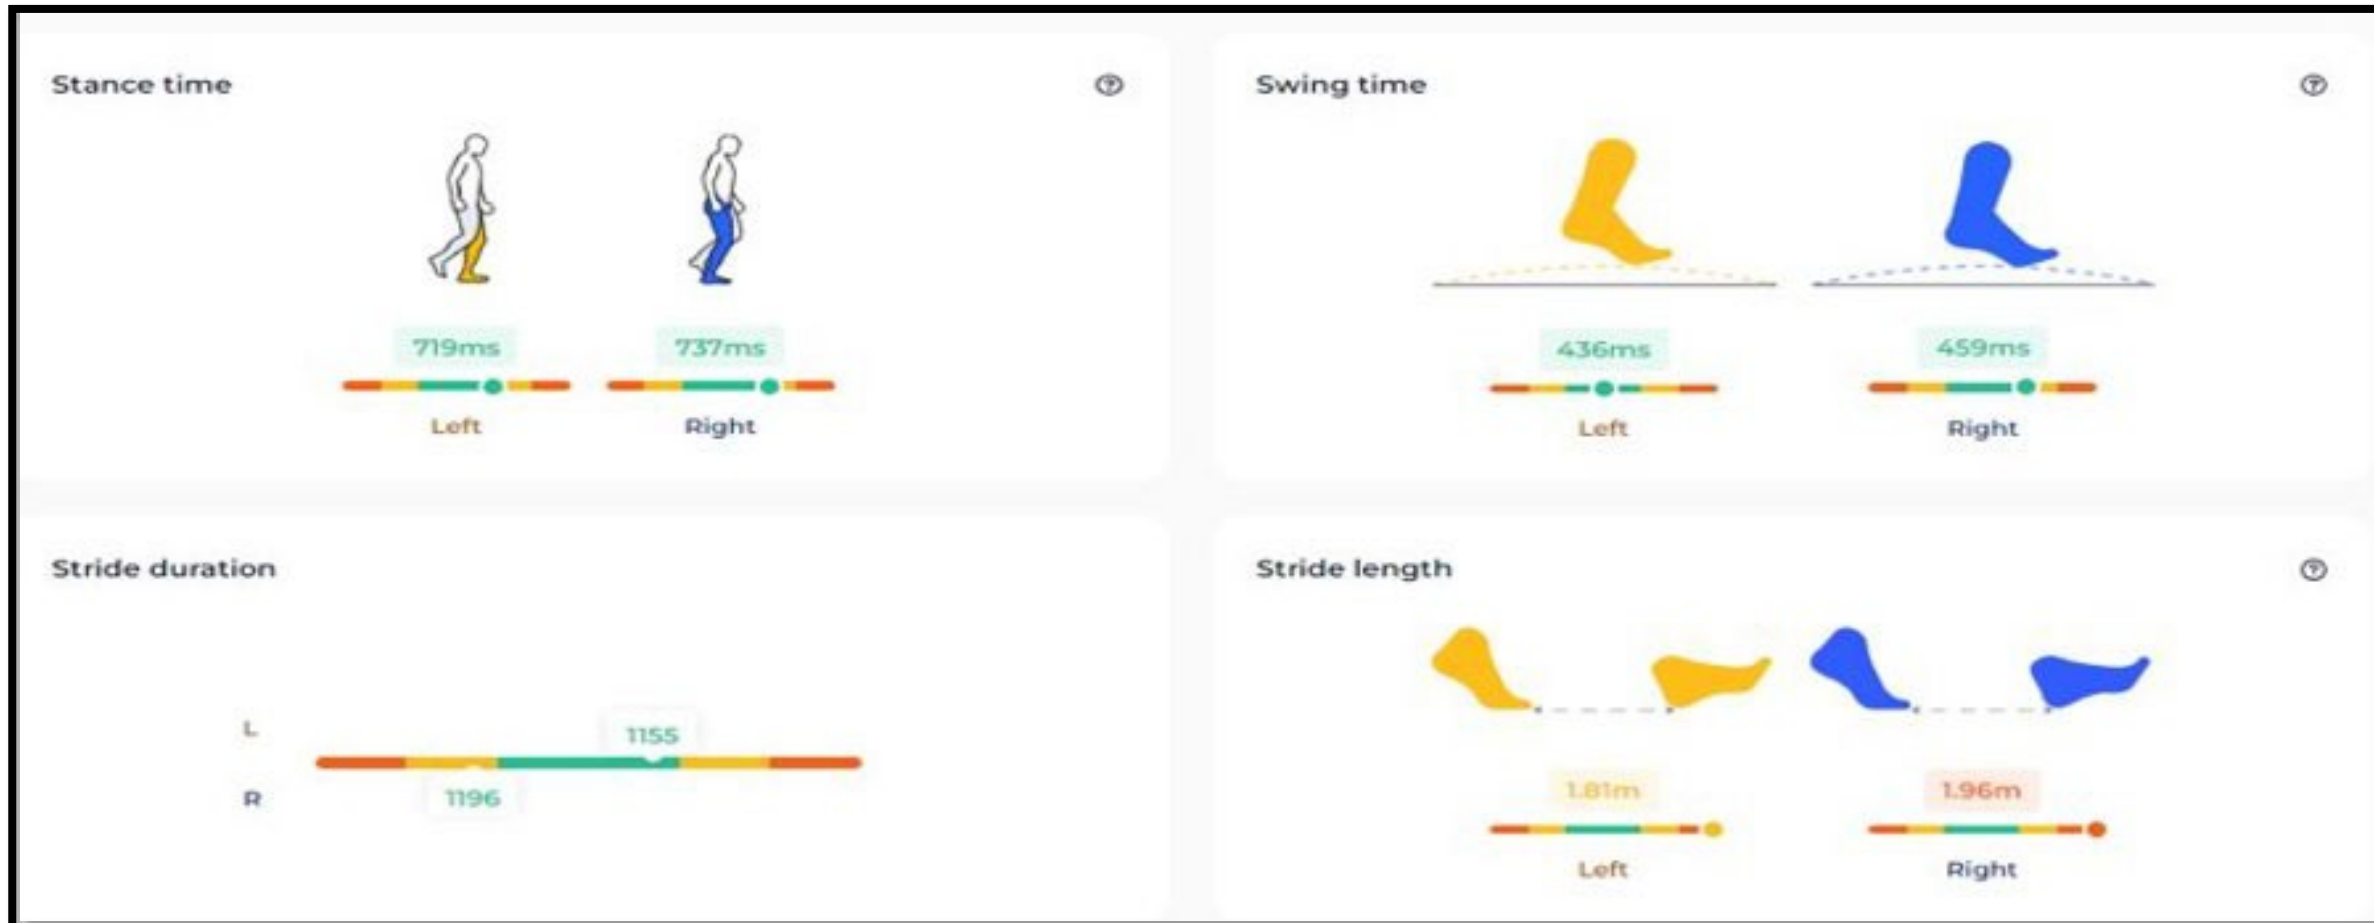 Stance time
719ms
737ms
Left
Right
Swing time
436ms
459ms
Left
Right
Stride duration
L
1155
R
1196
Stride length
1.81m
1.96m
Left
Right